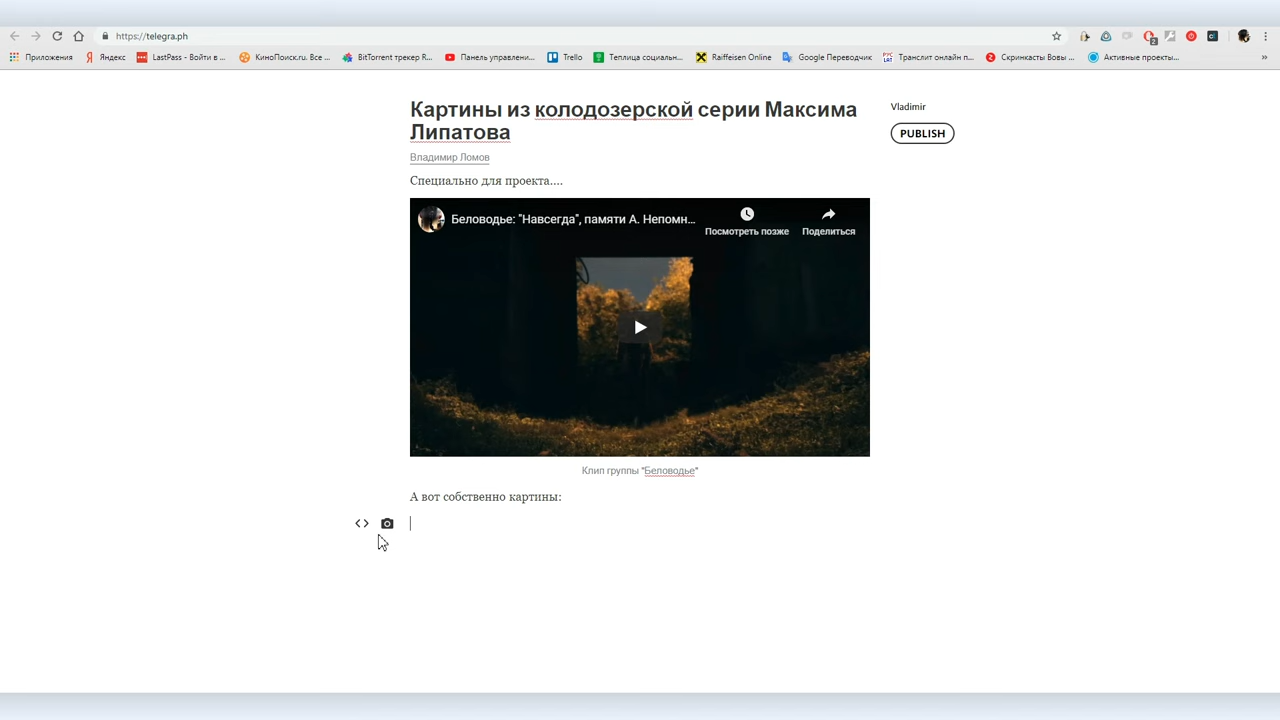 https://telegra.ph
Приложения Яндекс LastPass - Войти в ... КиноПоиск.ru. Все ... BitTorrent трекер R... Панель управлени... Trello Теплица социальн... Raiffeisen Online Google Переводчик Транслит онлайн п... Скринкасты Вовы ... Активные проекты... »
Картины из колодозерской серии Максима
Липатова
Vladimir
PUBLISH
Владимир Ломов
Специально для проекта....
Беловодье: "Навсегда", памяти А. Непомн...
Посмотреть позже Поделиться
Клип группы "Беловодье"
А вот собственно картины: